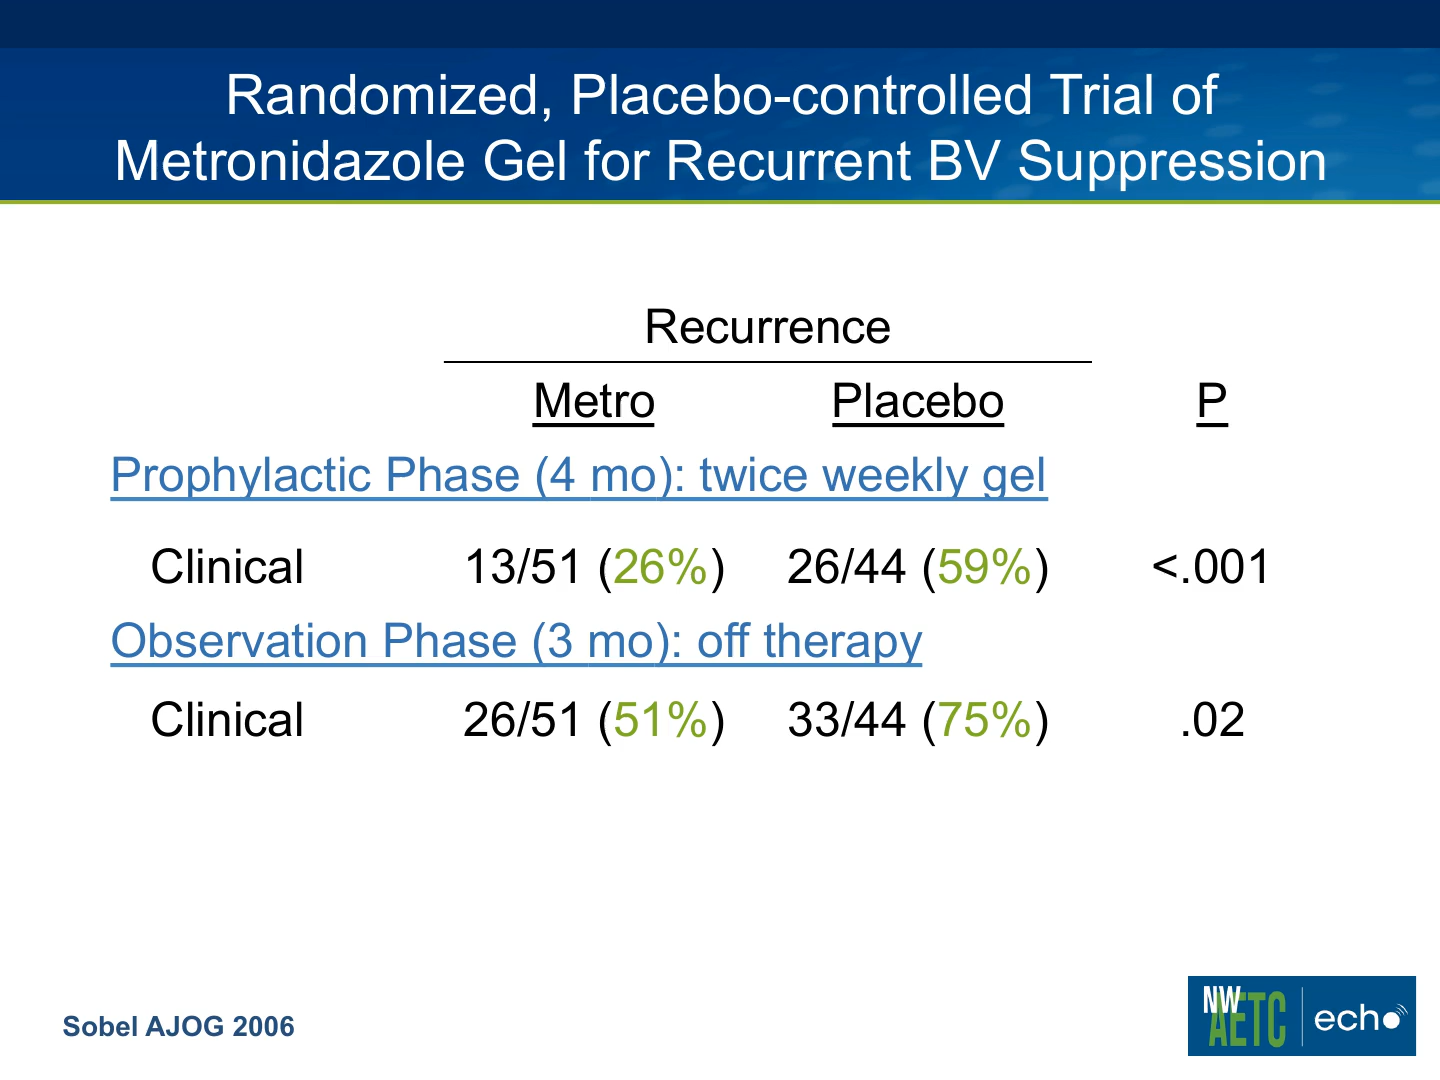 Randomized, Placebo-controlled Trial of
Metronidazole Gel for Recurrent BV Suppression
Recurrence
Metro Placebo P
Prophylactic Phase (4 mo): twice weekly gel
Clinical 13/51 (26%) 26/44 (59%) <.001
Observation Phase (3 mo): off therapy
Clinical 26/51 (51%) 33/44 (75%) .02
Sobel AJOG 2006
NW AETC echo